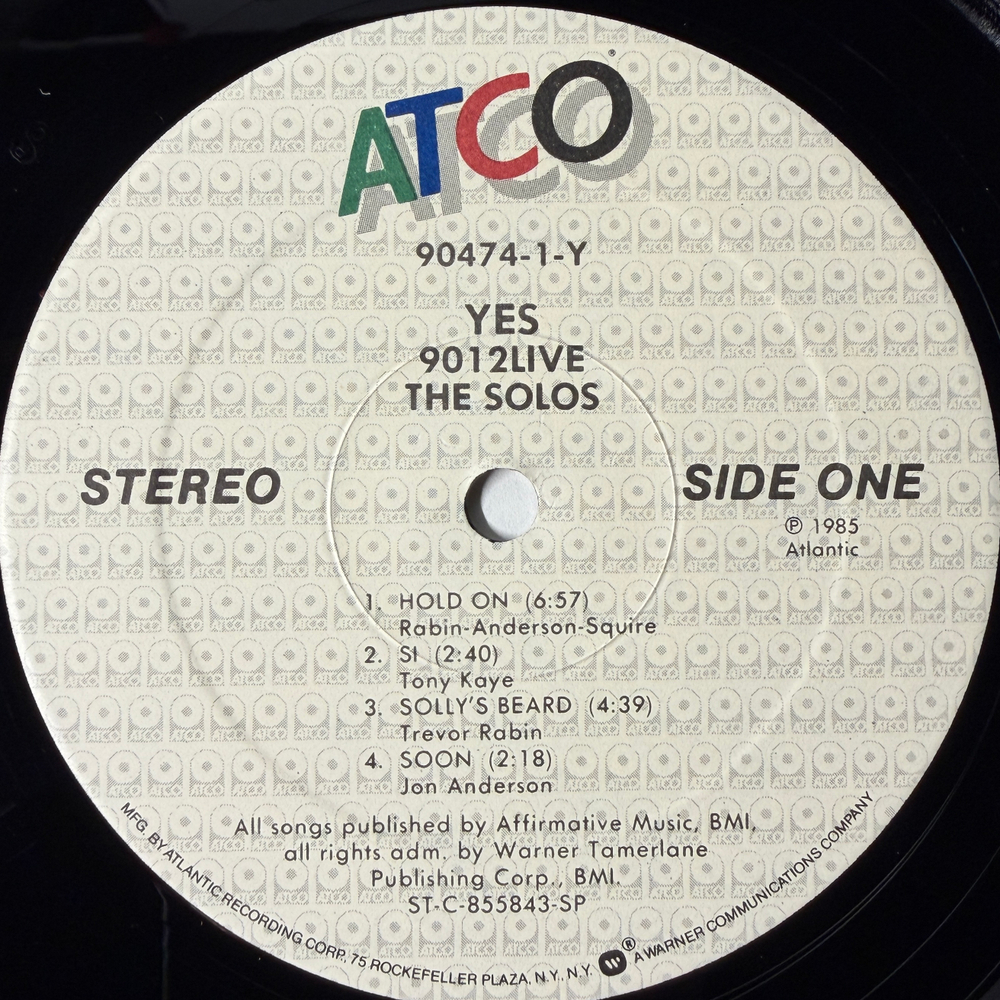 ATCO®
90474-1-Y
YES
9012LIVE
THE SOLOS
STEREO
SIDE ONE
℗ 1985
Atlantic
1. HOLD ON (6:57)
Rabin-Anderson-Squire
2. SI (2:40)
Tony Kaye
3. SOLLY'S BEARD (4:39)
Trevor Rabin
4. SOON (2:18)
Jon Anderson
All songs published by Affirmative Music, BMI,
all rights adm. by Warner Tamerlane
Publishing Corp., BMI.
ST-C-855843-SP
MFG. BY ATLANTIC RECORDING CORP., 75 ROCKEFELLER PLAZA, N.Y., N.Y. ® A WARNER COMMUNICATIONS COMPANY